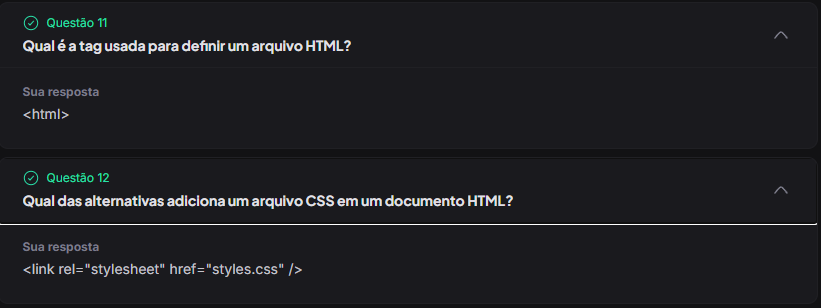 Questão 11
Qual é a tag usada para definir um arquivo HTML?
Sua resposta
<html>
Questão 12
Qual das alternativas adiciona um arquivo CSS em um documento HTML?
Sua resposta
<link rel="stylesheet" href="styles.css" />